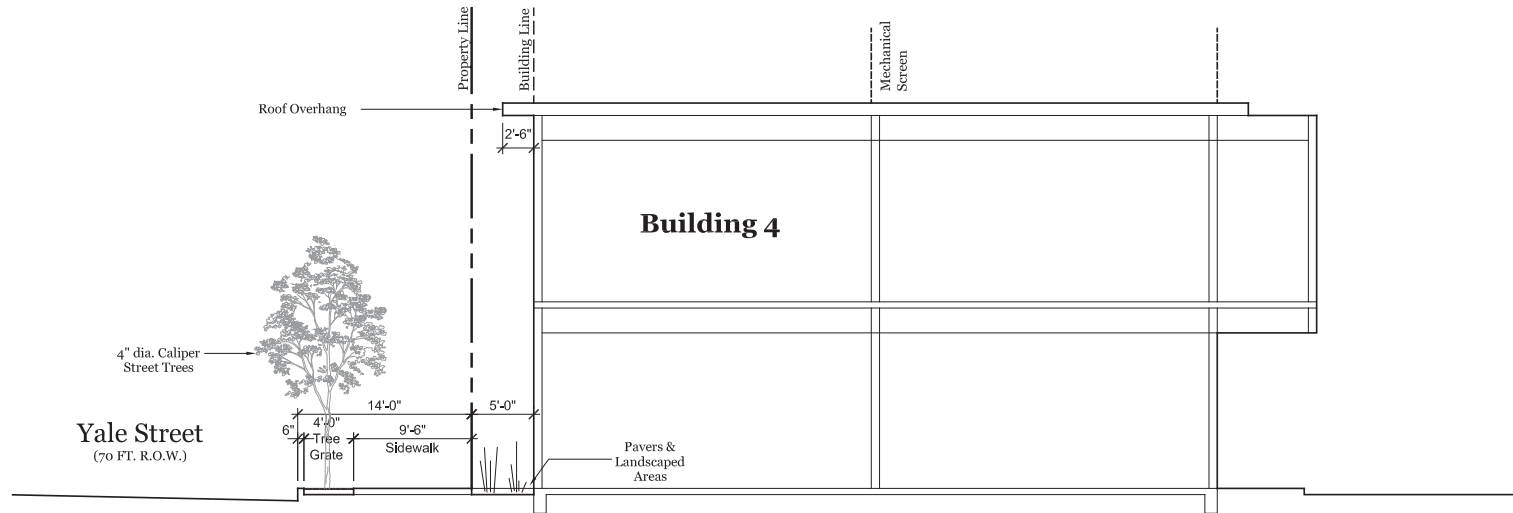 Property Line
Building Line
Mechanical
Screen
Roof Overhang
2'-6"
Building 4
4" dia. Caliper
Street Trees
14'-0"
5'-0"
6"
4'-0"
Tree
Grate
9'-6"
Sidewalk
Yale Street
(70 FT. R.O.W.)
Pavers &
Landscaped
Areas